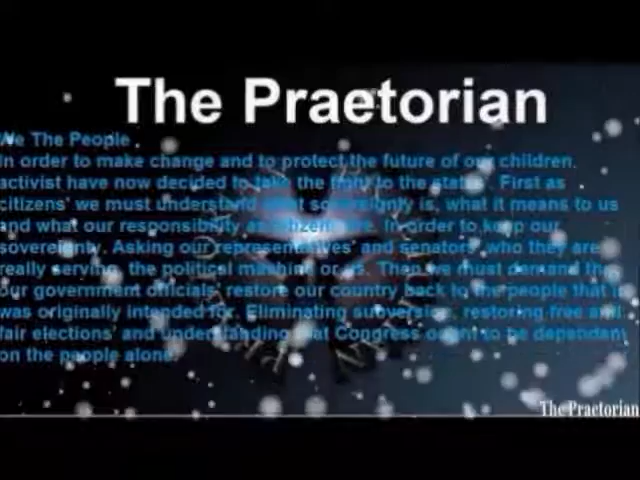 The Praetorian
We The People
In order to make change and to protect the future of our children.
activist have now decided to take the fight to the states . First as
citizens' we must understand what sovereignty is, what it means to us
and what our responsibility as citizens are. In order to keep our
sovereignty. Asking our representatives' and senators, who they are
really serving, the political machine or us. Then we must demand
our government officials, restore our country back to the people that it
was originally intended for. Eliminating subversion, restoring free and
fair elections' and understanding that Congress ought to be dependant
on the people alone.
The Praetorian